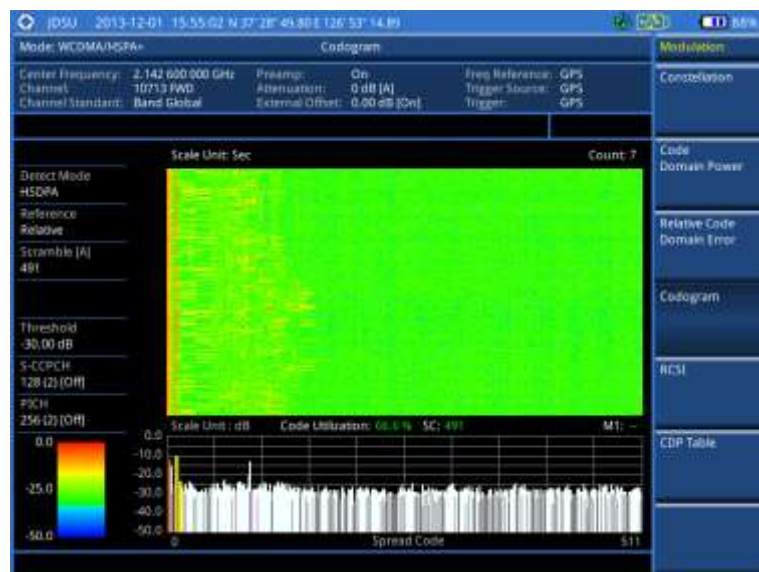 JDSU 2013-12-01 15:55:02 N 37° 28' 49.80 E 126° 53' 14.89
Mode: WCDMA/HSPA+
Codogram
Modulation
Center Frequency: 2.142 600 000 GHz
Channel: 10713 FWD
Channel Standard: Band Global
Preamp: On
Attenuation: 0 dB [A]
External Offset: 0.00 dB [On]
Freq Reference: GPS
Trigger Source: GPS
Trigger: GPS
Scale Unit: Sec
Count: 7
Detect Mode
HSDPA
Reference
Relative
Scramble [A]
491
Threshold
-30.00 dB
S-CCPCH
128 (2) [Off]
PICH
256 (2) [Off]
0.0
-25.0
-50.0
Scale Unit : dB
Code Utilization:
SC: 491
M1: --
0.0
-10.0
-20.0
-30.0
-40.0
-50.0
0
Spread Code
511
Constellation
Code
Domain Power
Relative Code
Domain Error
Codogram
RCSI
CDP Table